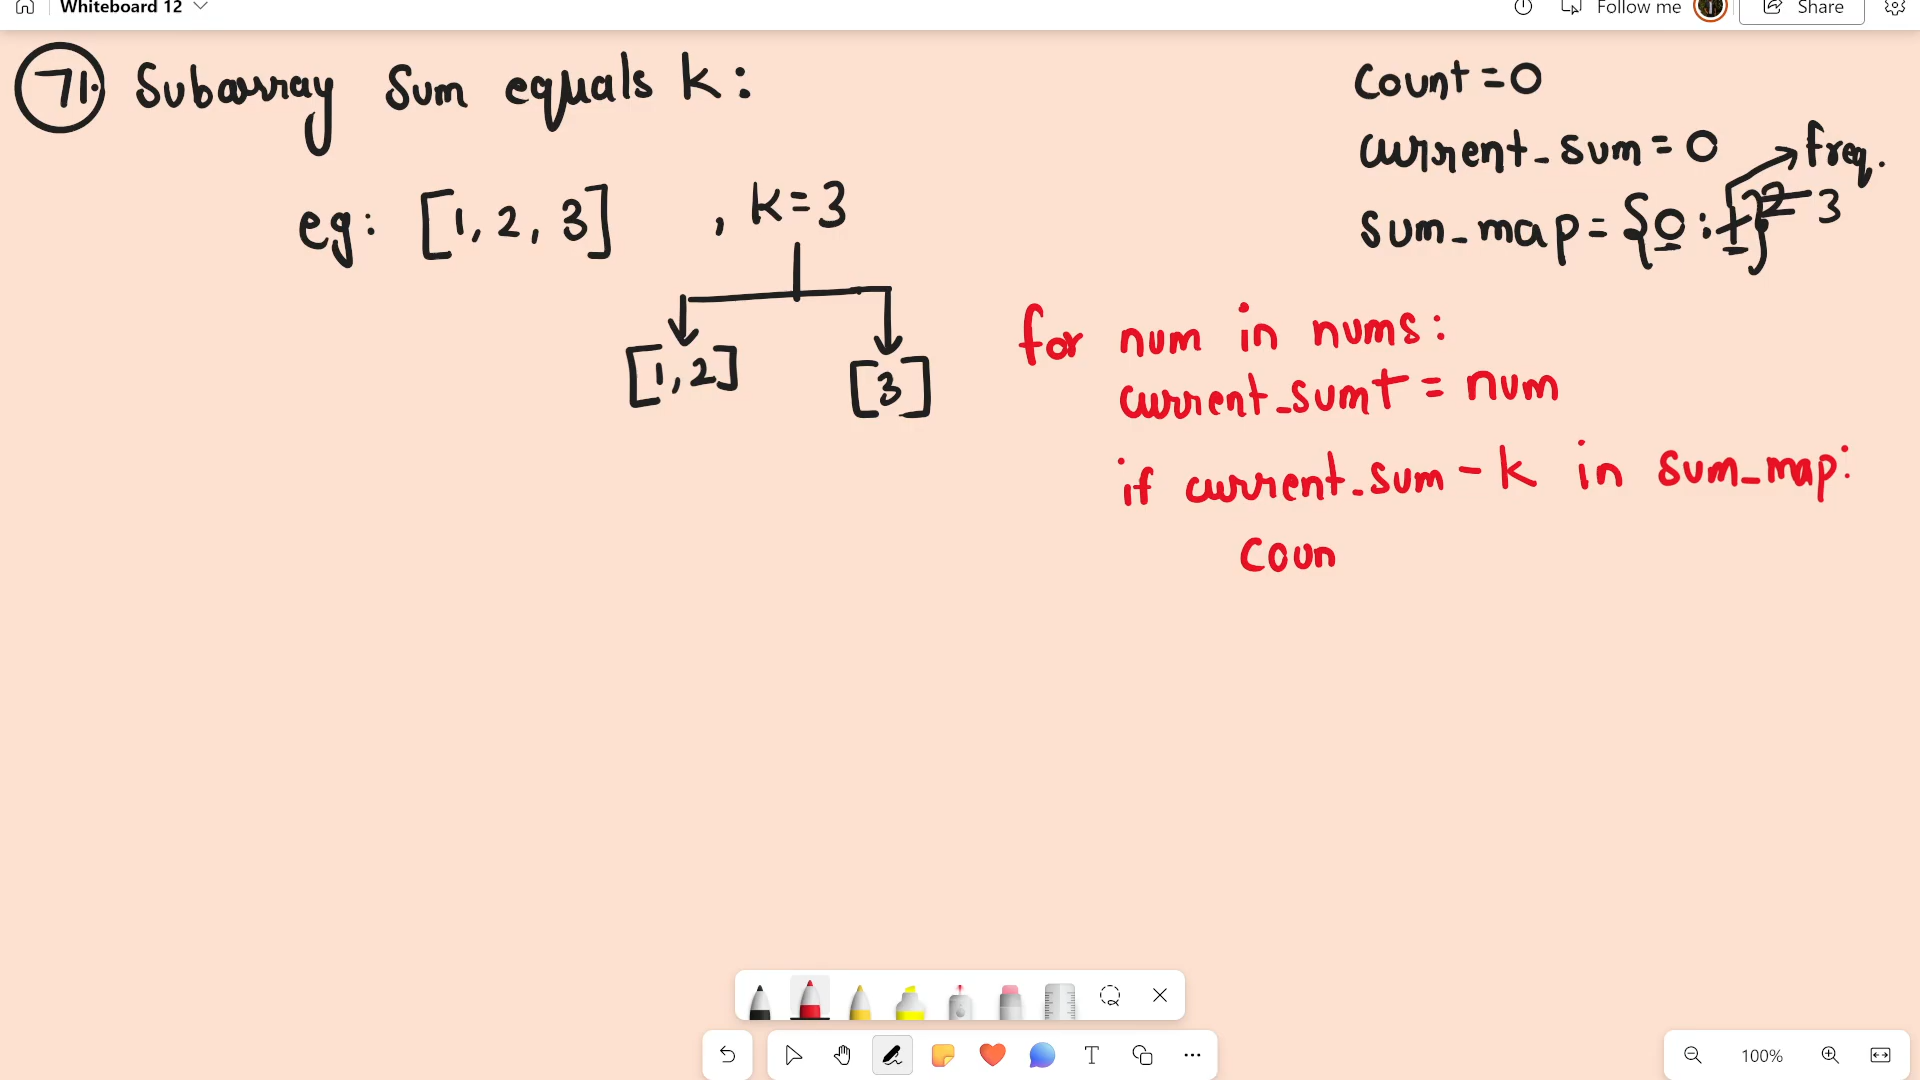 Whiteboard 12
Follow me
Share
71. Subarray Sum equals k:
eg: [1, 2, 3] , k=3
[1,2] [3]
Count = 0
current_sum = 0
freq.
sum_map = {0:1} 2 3
for num in nums:
current_sum+ = num
if current_sum - k in sum_map:
coun
T
100%